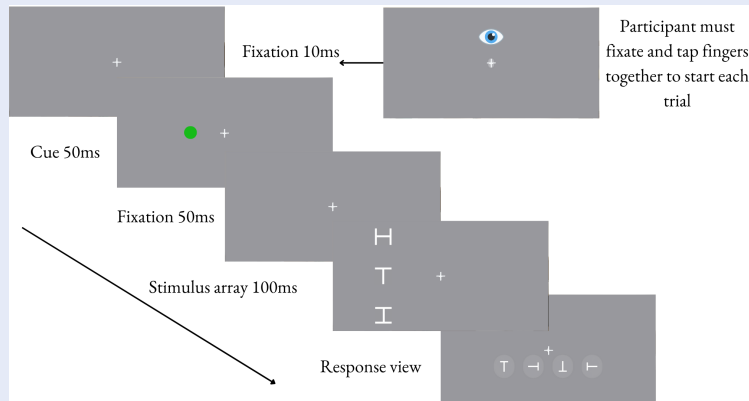 Participant must
fixate and tap fingers
together to start each
trial
Fixation 10ms
Cue 50ms
Fixation 50ms
H
T
Stimulus array 100ms
I
Response view
T ⊣ ⊥ ⊢